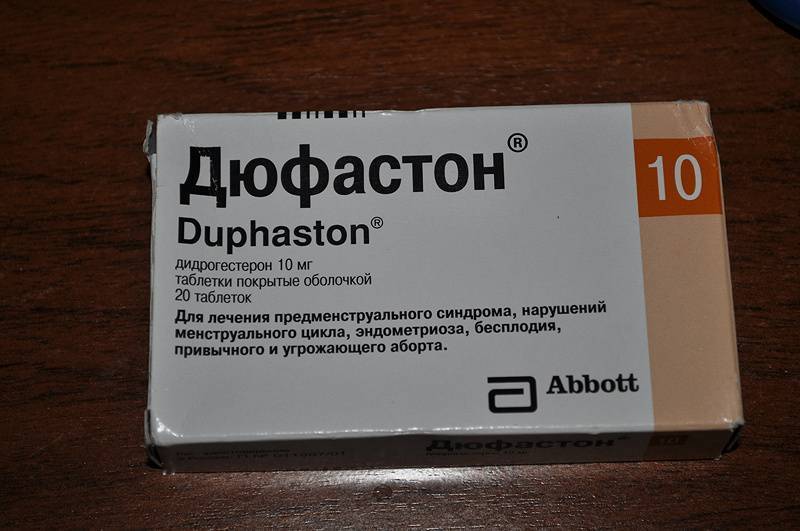 Дюфастон®
10
Duphaston®
дидрогестерон 10 мг
таблетки покрытые оболочкой
20 таблеток
Для лечения предменструального синдрома, нарушений
менструального цикла, эндометриоза, бесплодия,
привычного и угрожающего аборта.
Abbott
Дюфастон®
10